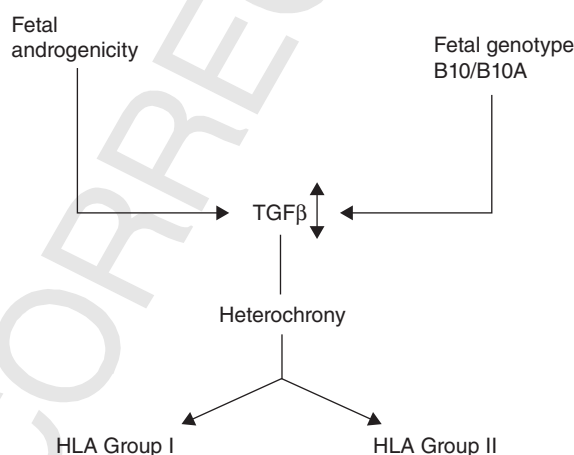 Fetal
androgenicity
Fetal genotype
B10/B10A
TGFβ
Heterochrony
HLA Group I
HLA Group II